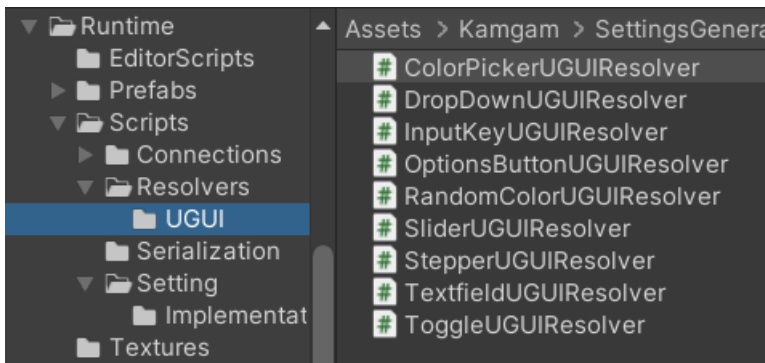 Runtime
EditorScripts
Prefabs
Scripts
Connections
Resolvers
UGUI
Serialization
Setting
Implementat
Textures
Assets > Kamgam > SettingsGenera
ColorPickerUGUIResolver
DropDownUGUIResolver
InputKeyUGUIResolver
OptionsButtonUGUIResolver
RandomColorUGUIResolver
SliderUGUIResolver
StepperUGUIResolver
TextfieldUGUIResolver
ToggleUGUIResolver